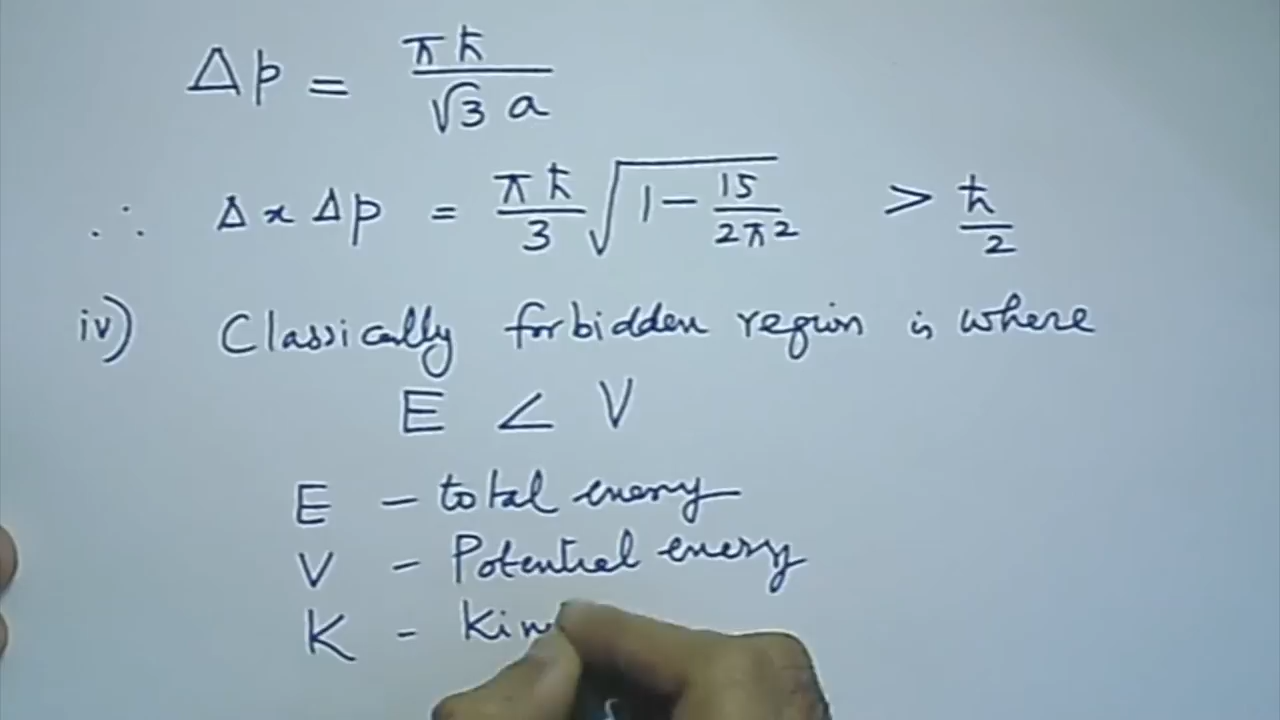 Δp = πℏ / √3 a
∴ Δx Δp = πℏ/3 √(1 − 15/2π2) > ℏ/2
iv) Classically forbidden region is where
E < V
E – total energy
V – Potential energy
K – Kin